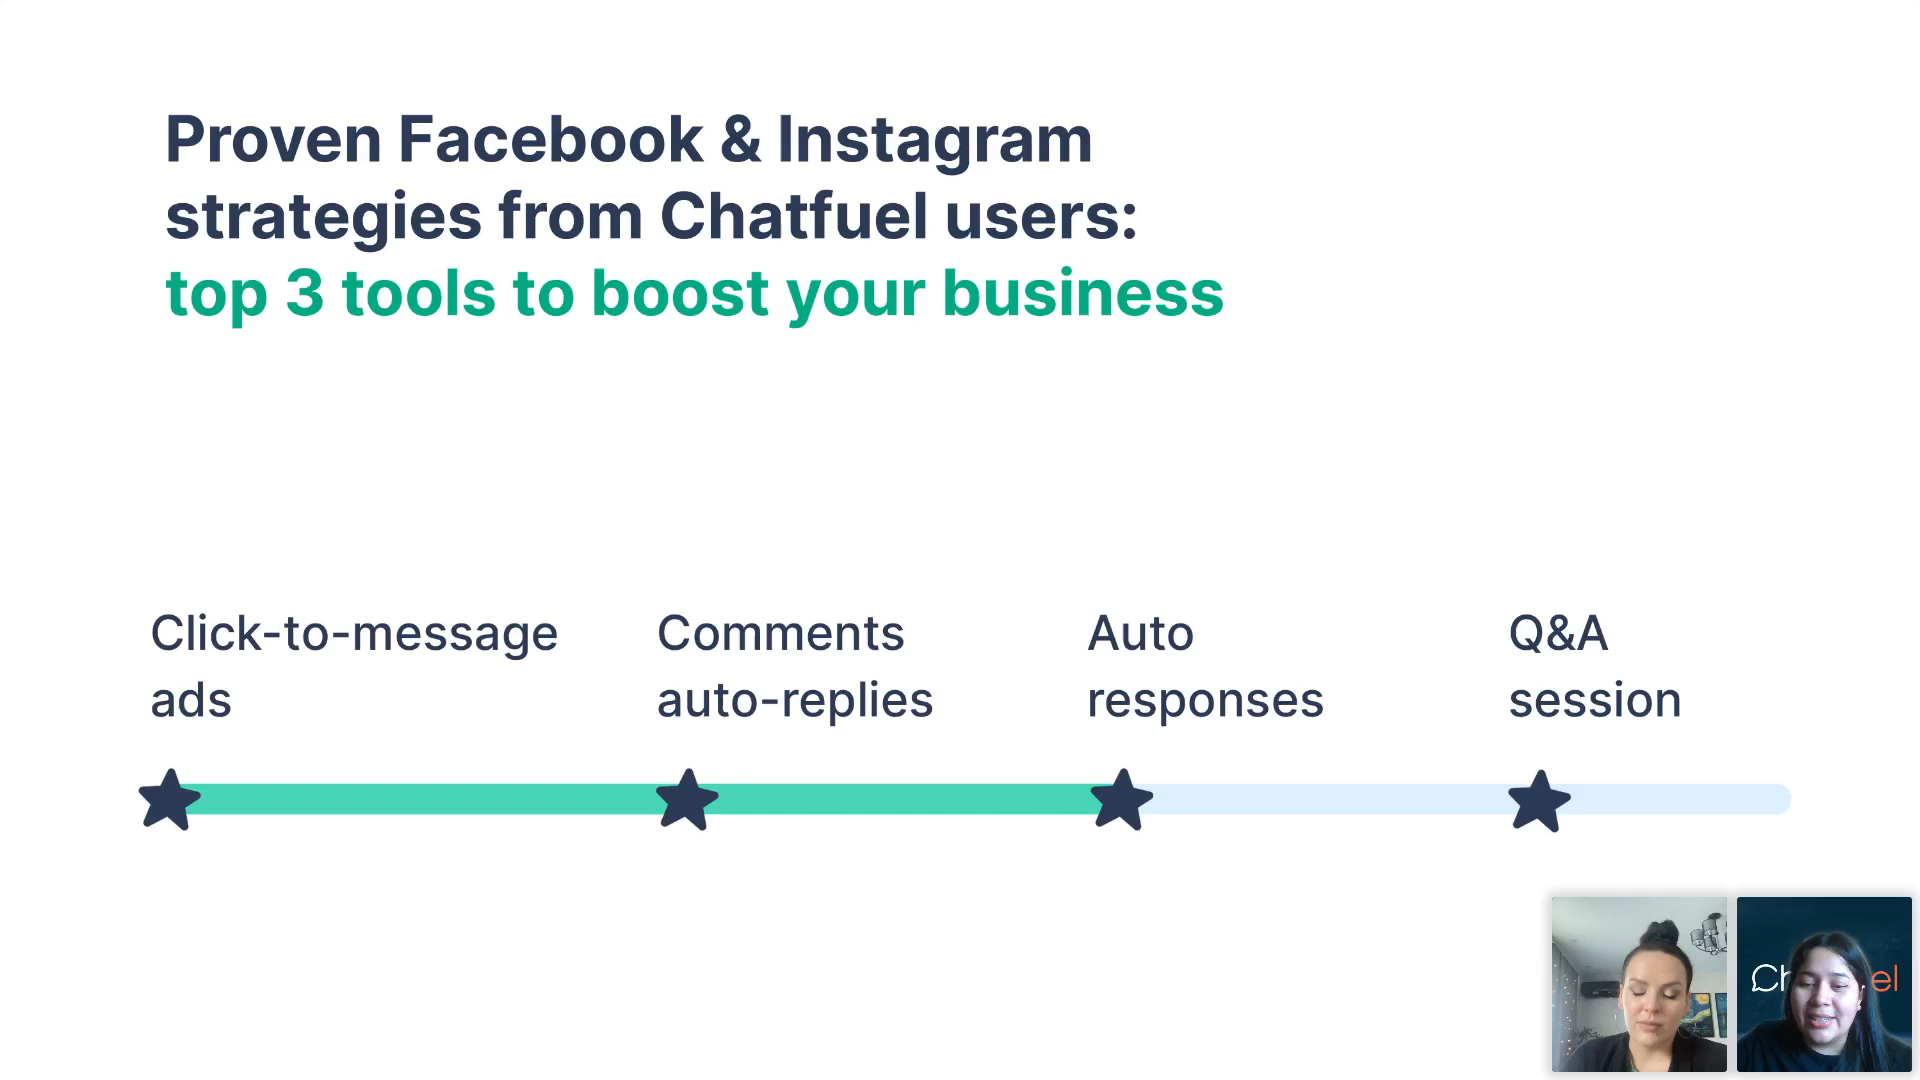 Proven Facebook & Instagram
strategies from Chatfuel users:
top 3 tools to boost your business
Click-to-message
ads
Comments
auto-replies
Auto
responses
Q&A
session